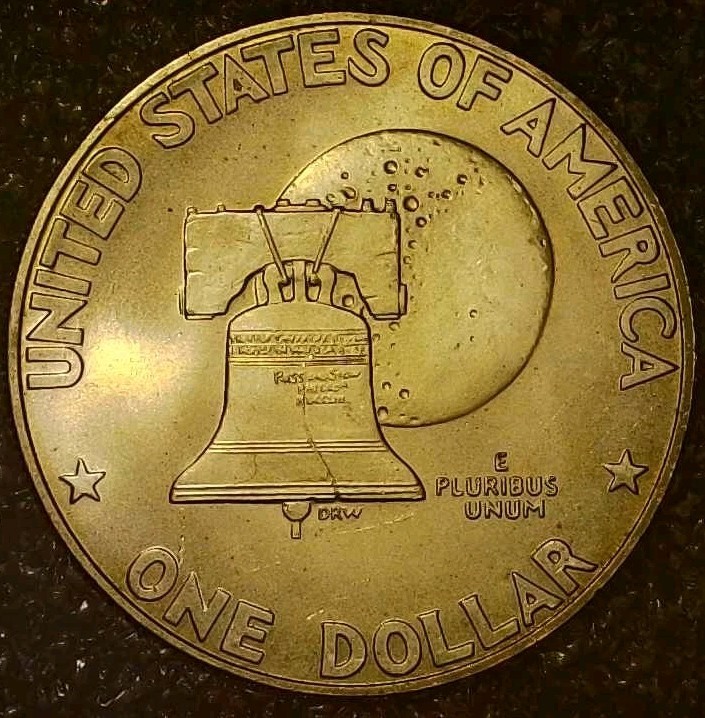 UNITED STATES OF AMERICA
E
PLURIBUS
UNUM
DRW
ONE DOLLAR